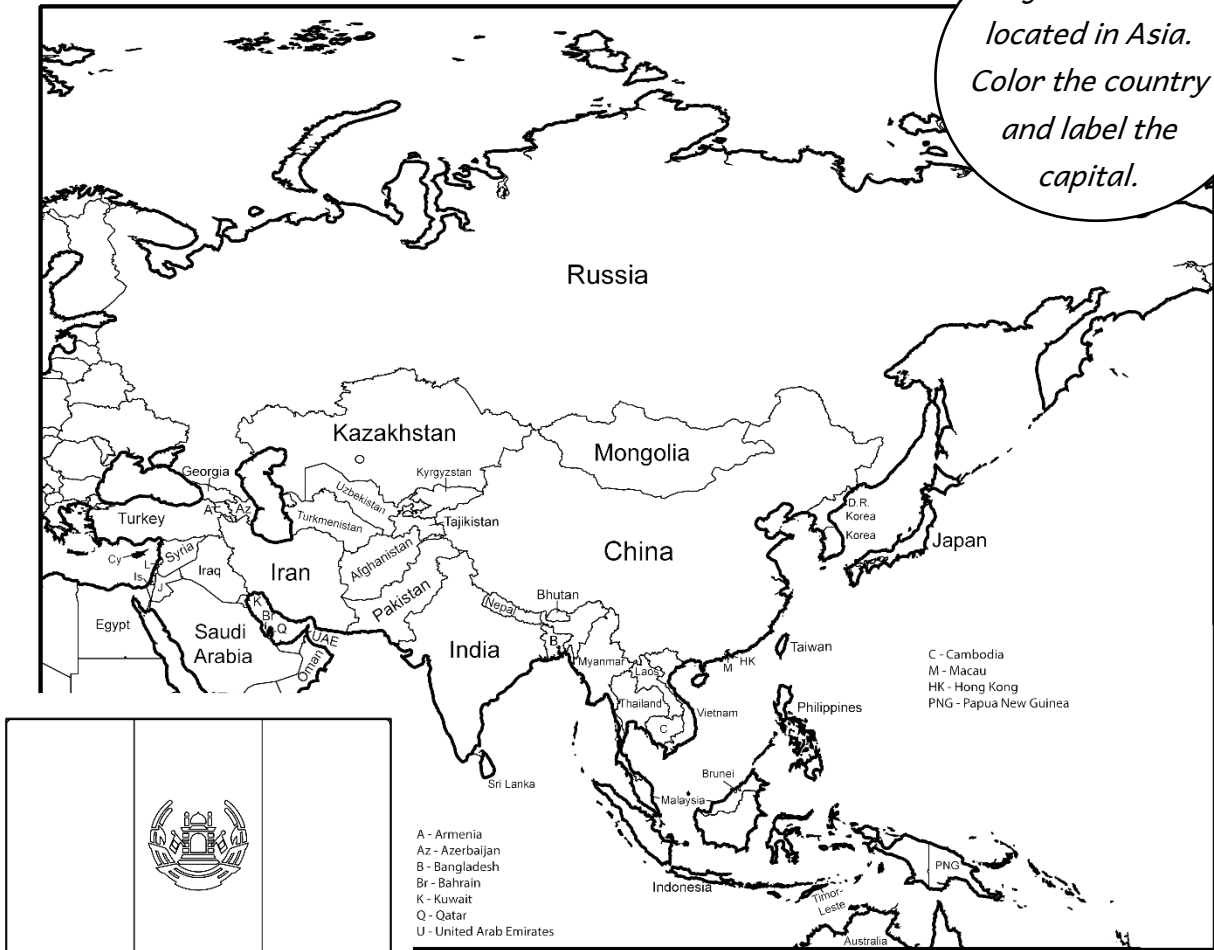 located in Asia.
Color the country
and label the
capital.
Russia
Kazakhstan
Mongolia
Georgia
Kyrgyzstan
Uzbekistan
A
Az
Turkey
Turkmenistan
Tajikistan
D.R.
Korea
Korea
Japan
China
Cy
L
Syria
Is
J
Iraq
Iran
Afghanistan
Pakistan
Nepal
Bhutan
Egypt
K
Br
Q
UAE
Saudi
Arabia
Oman
India
B
Myanmar
Laos
M
HK
Taiwan
Thailand
C
Vietnam
Philippines
Sri Lanka
Brunei
Malaysia
Indonesia
PNG
Timor-
Leste
Australia
C - Cambodia
M - Macau
HK - Hong Kong
PNG - Papua New Guinea
A - Armenia
Az - Azerbaijan
B - Bangladesh
Br - Bahrain
K - Kuwait
Q - Qatar
U - United Arab Emirates